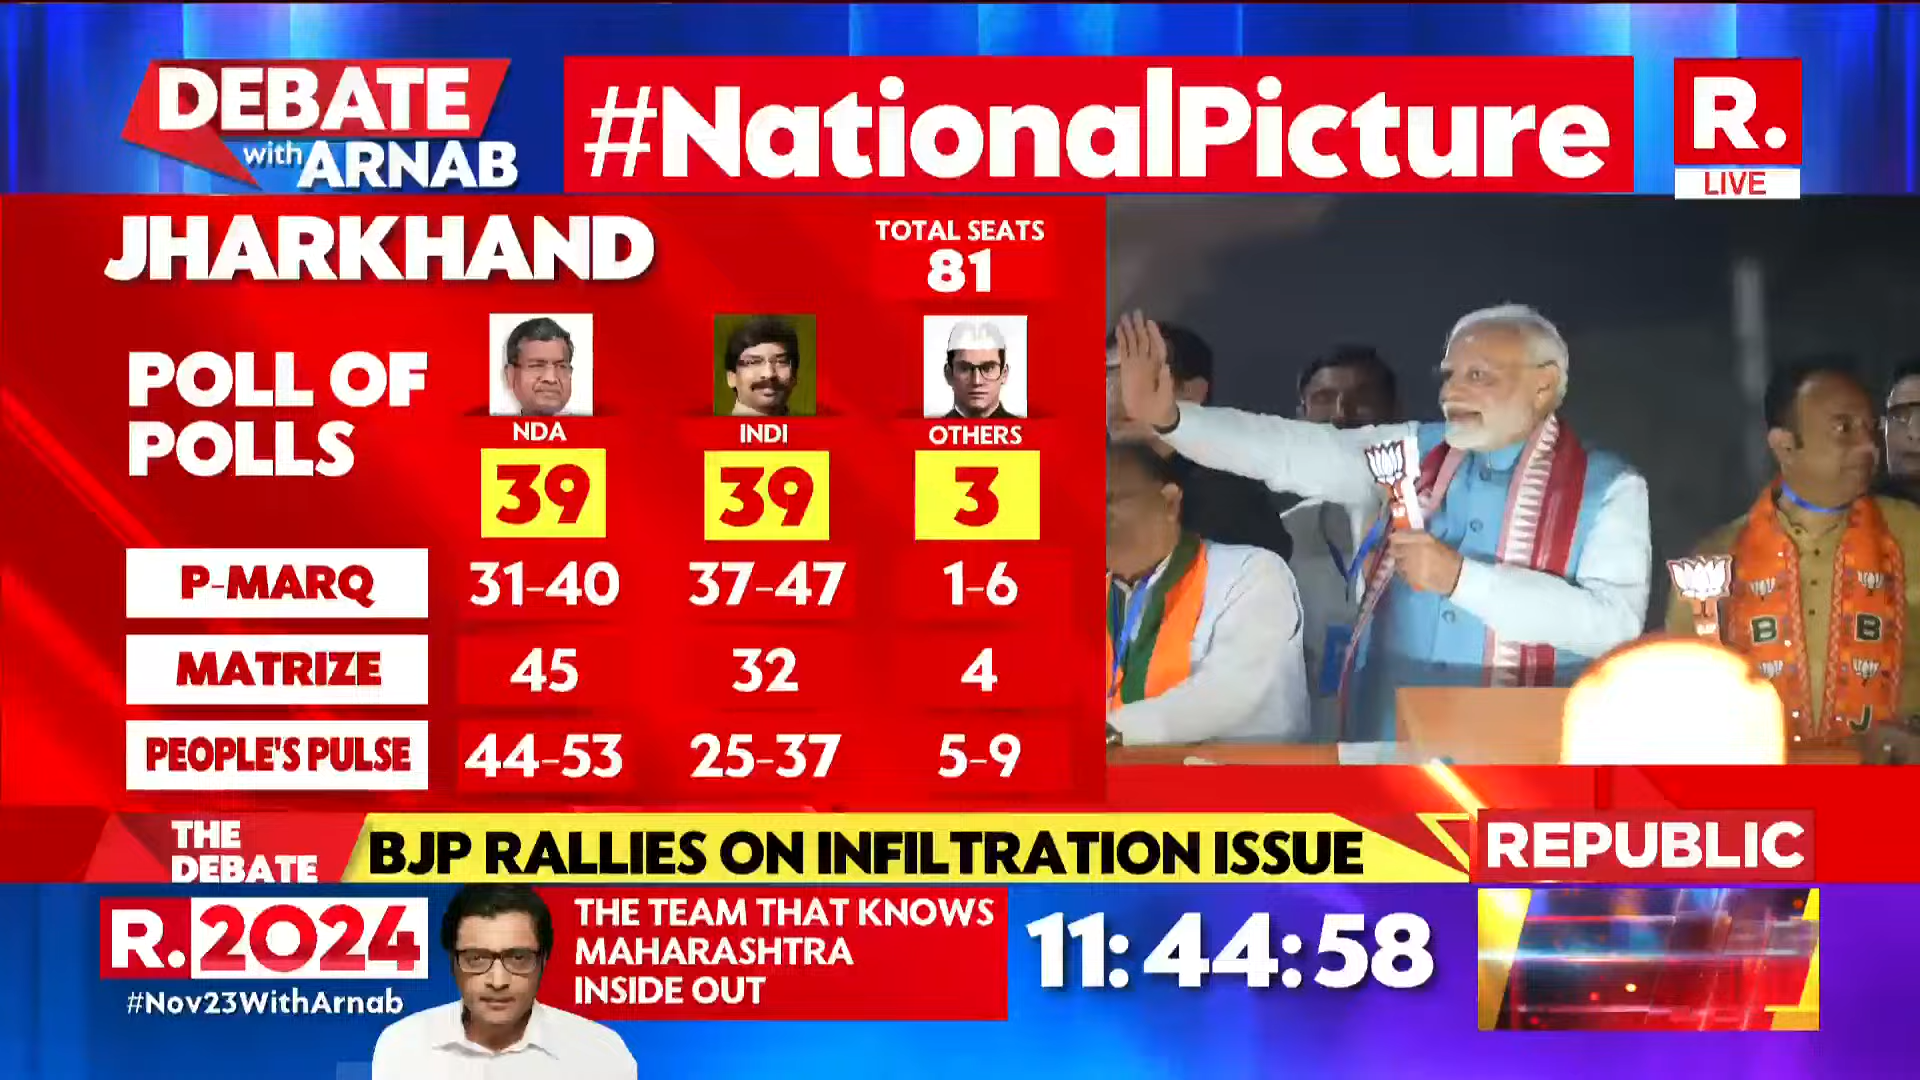 DEBATE
with ARNAB
#NationalPicture
R.
LIVE
JHARKHAND
TOTAL SEATS
81
POLL OF
POLLS
NDA
INDI
OTHERS
39
39
3
P-MARQ
31-40
37-47
1-6
MATRIZE
45
32
4
PEOPLE'S PULSE
44-53
25-37
5-9
B
B
J
THE
DEBATE
BJP RALLIES ON INFILTRATION ISSUE
REPUBLIC
R.2024
#Nov23WithArnab
THE TEAM THAT KNOWS
MAHARASHTRA
INSIDE OUT
11:44:58